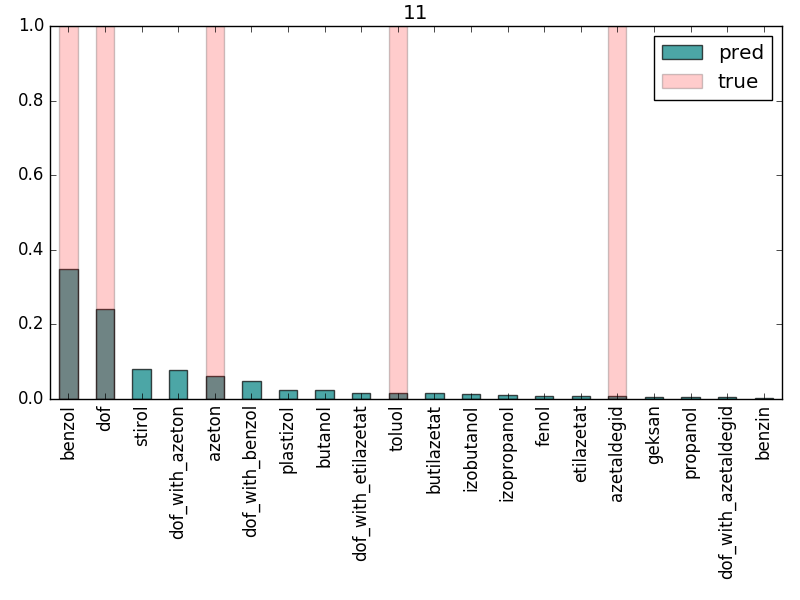 11
1.0
0.8
0.6
0.4
0.2
0.0
pred
true
benzol
dof
stirol
dof_with_azeton
azeton
dof_with_benzol
plastizol
butanol
dof_with_etilazetat
toluol
butilazetat
izobutanol
izopropanol
fenol
etilazetat
azetaldegid
geksan
propanol
dof_with_azetaldegid
benzin